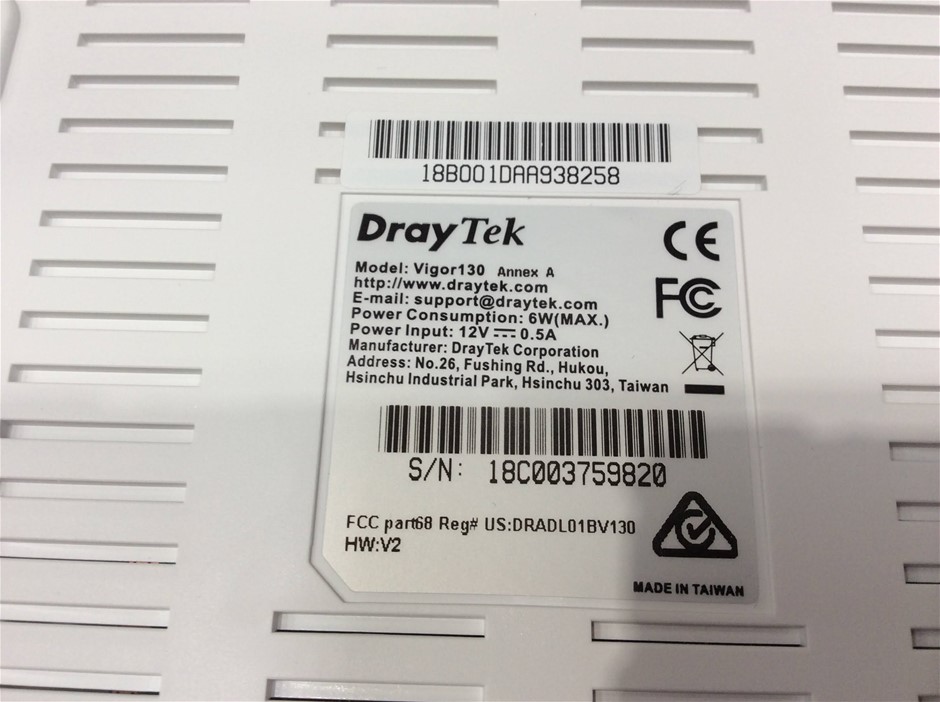 18B001DAA938258
DrayTek
CE
FC
Model: Vigor130 Annex A
http://www.draytek.com
E-mail: support@draytek.com
Power Consumption: 6W(MAX.)
Power Input: 12V ⎓ 0.5A
Manufacturer: DrayTek Corporation
Address: No.26, Fushing Rd., Hukou,
Hsinchu Industrial Park, Hsinchu 303, Taiwan
S/N: 18C003759820
FCC part68 Reg# US:DRADL01BV130
HW:V2
MADE IN TAIWAN